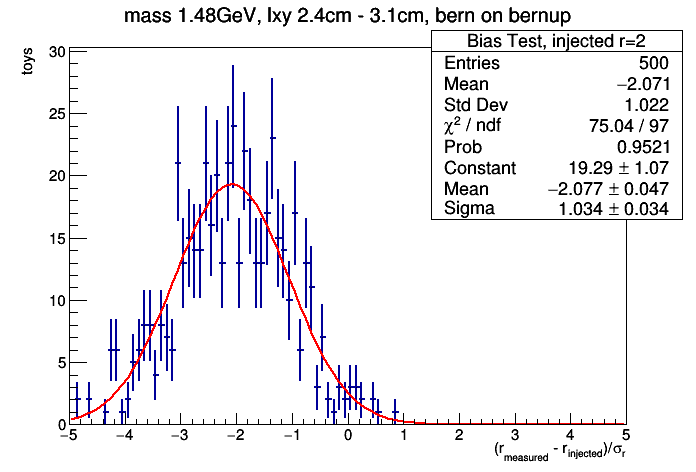 mass 1.48GeV, lxy 2.4cm - 3.1cm, bern on bernup
toys
Bias Test, injected r=2
Entries 500
Mean −2.071
Std Dev 1.022
χ² / ndf 75.04 / 97
Prob 0.9521
Constant 19.29 ± 1.07
Mean −2.077 ± 0.047
Sigma 1.034 ± 0.034
30
25
20
15
10
5
0
−5 −4 −3 −2 −1 0 1 2 3 4 5
(r_measured - r_injected)/σ_r